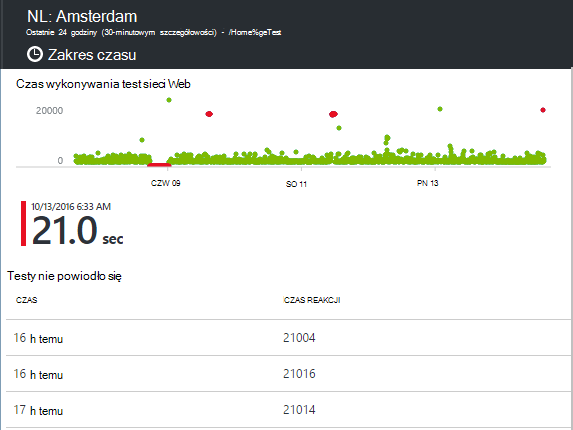 NL: Amsterdam
Ostatnie 24 godziny (30-minutowym szczegółowości) - /Home%geTest
Zakres czasu
Czas wykonywania test sieci Web
20000
0
CZW 09 SO 11 PN 13
10/13/2016 6:33 AM
21.0 sec
Testy nie powiodło się
CZAS CZAS REAKCJI
16 h temu 21004
16 h temu 21016
17 h temu 21014